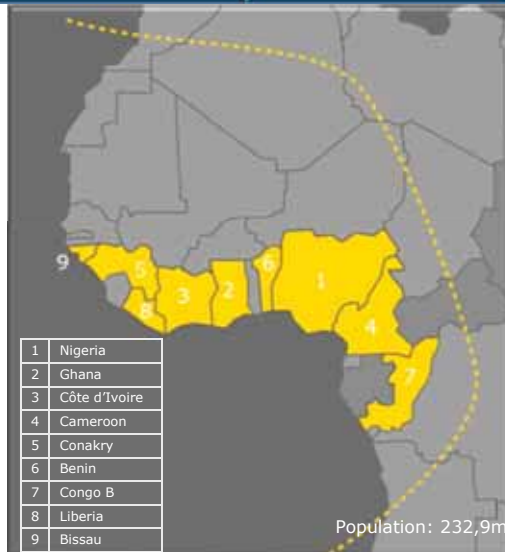 9
5
6
1
3
2
8
4
7
1 Nigeria
2 Ghana
3 Côte d'Ivoire
4 Cameroon
5 Conakry
6 Benin
7 Congo B
8 Liberia
9 Bissau
Population: 232,9m